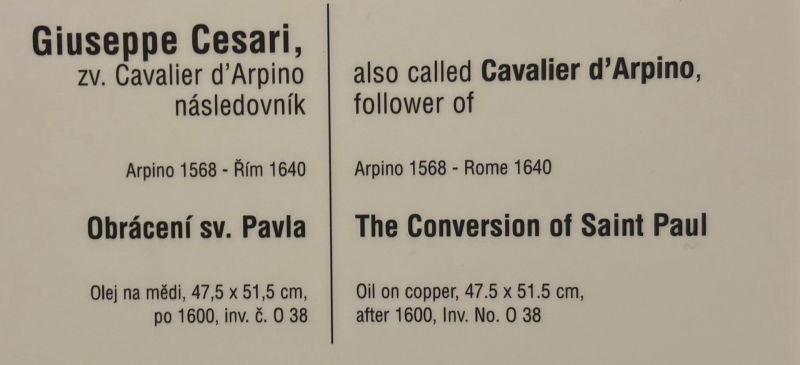 Giuseppe Cesari,
zv. Cavalier d'Arpino
následovník
Arpino 1568 - Řím 1640
Obrácení sv. Pavla
Olej na mědi, 47,5 x 51,5 cm,
po 1600, inv. č. O 38
also called Cavalier d'Arpino,
follower of
Arpino 1568 - Rome 1640
The Conversion of Saint Paul
Oil on copper, 47.5 x 51.5 cm,
after 1600, Inv. No. O 38